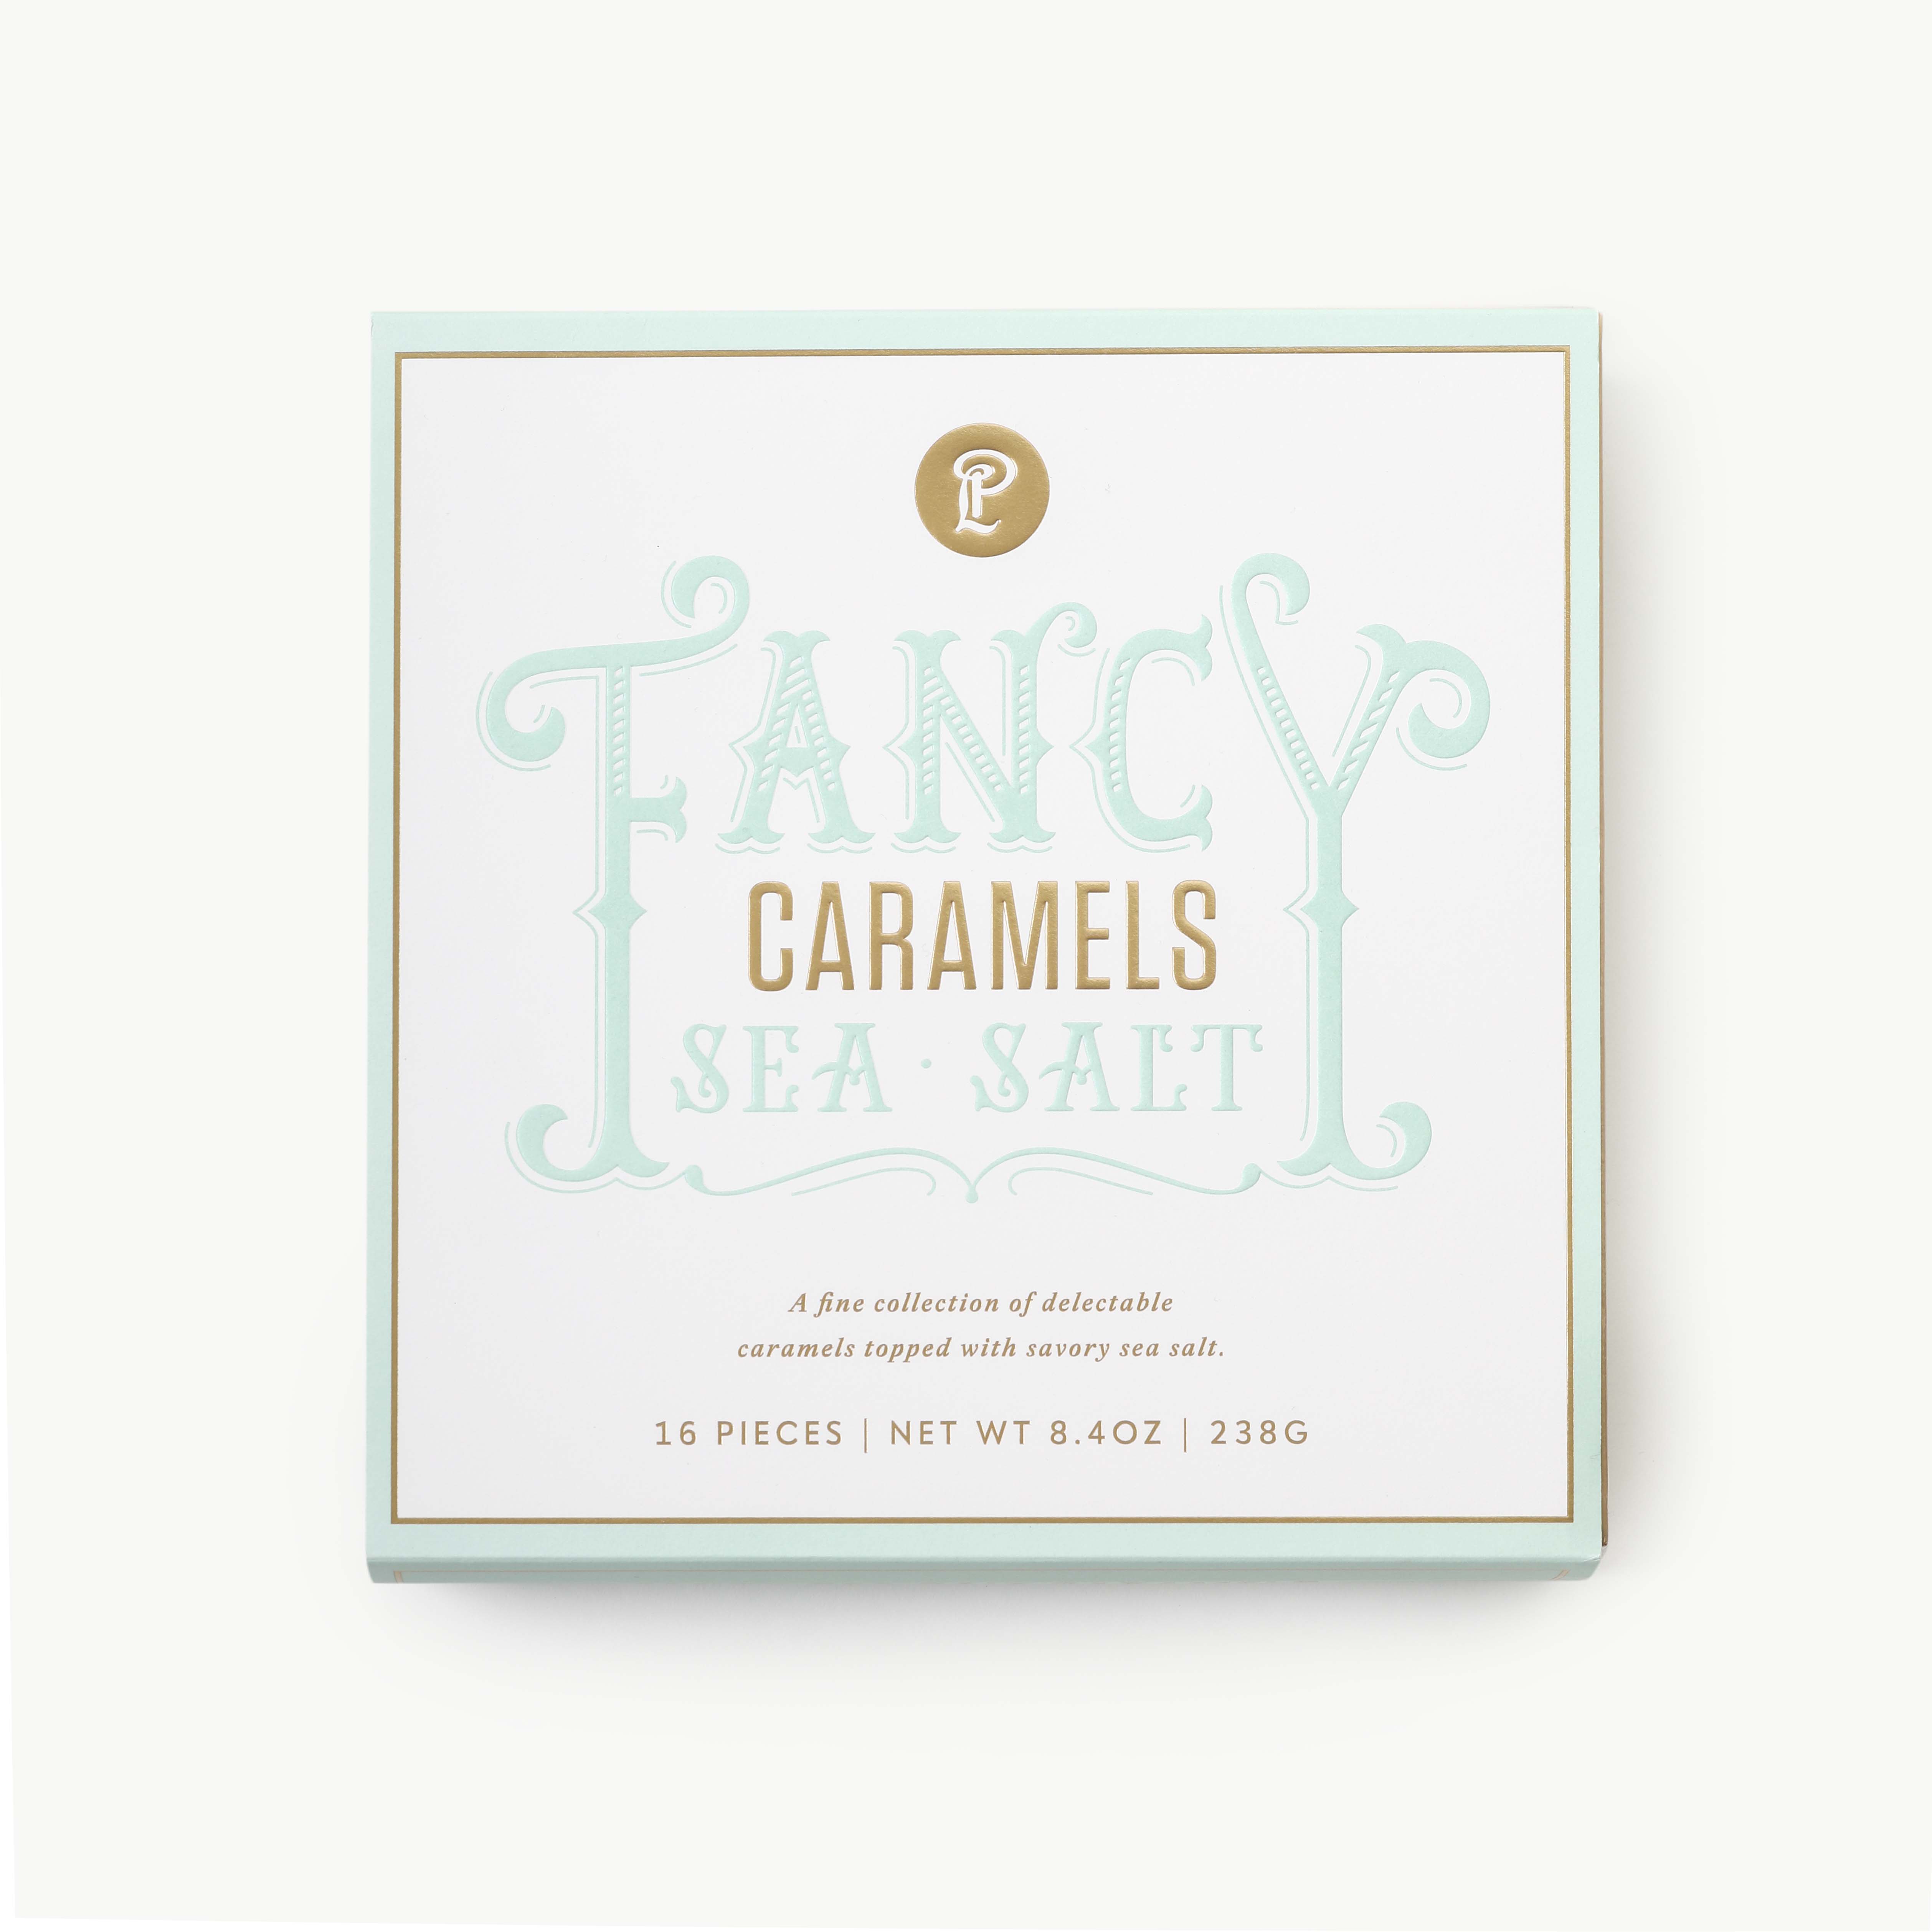 PL
FANCY
CARAMELS
SEA · SALT
A fine collection of delectable
caramels topped with savory sea salt.
16 PIECES | NET WT 8.4OZ | 238G